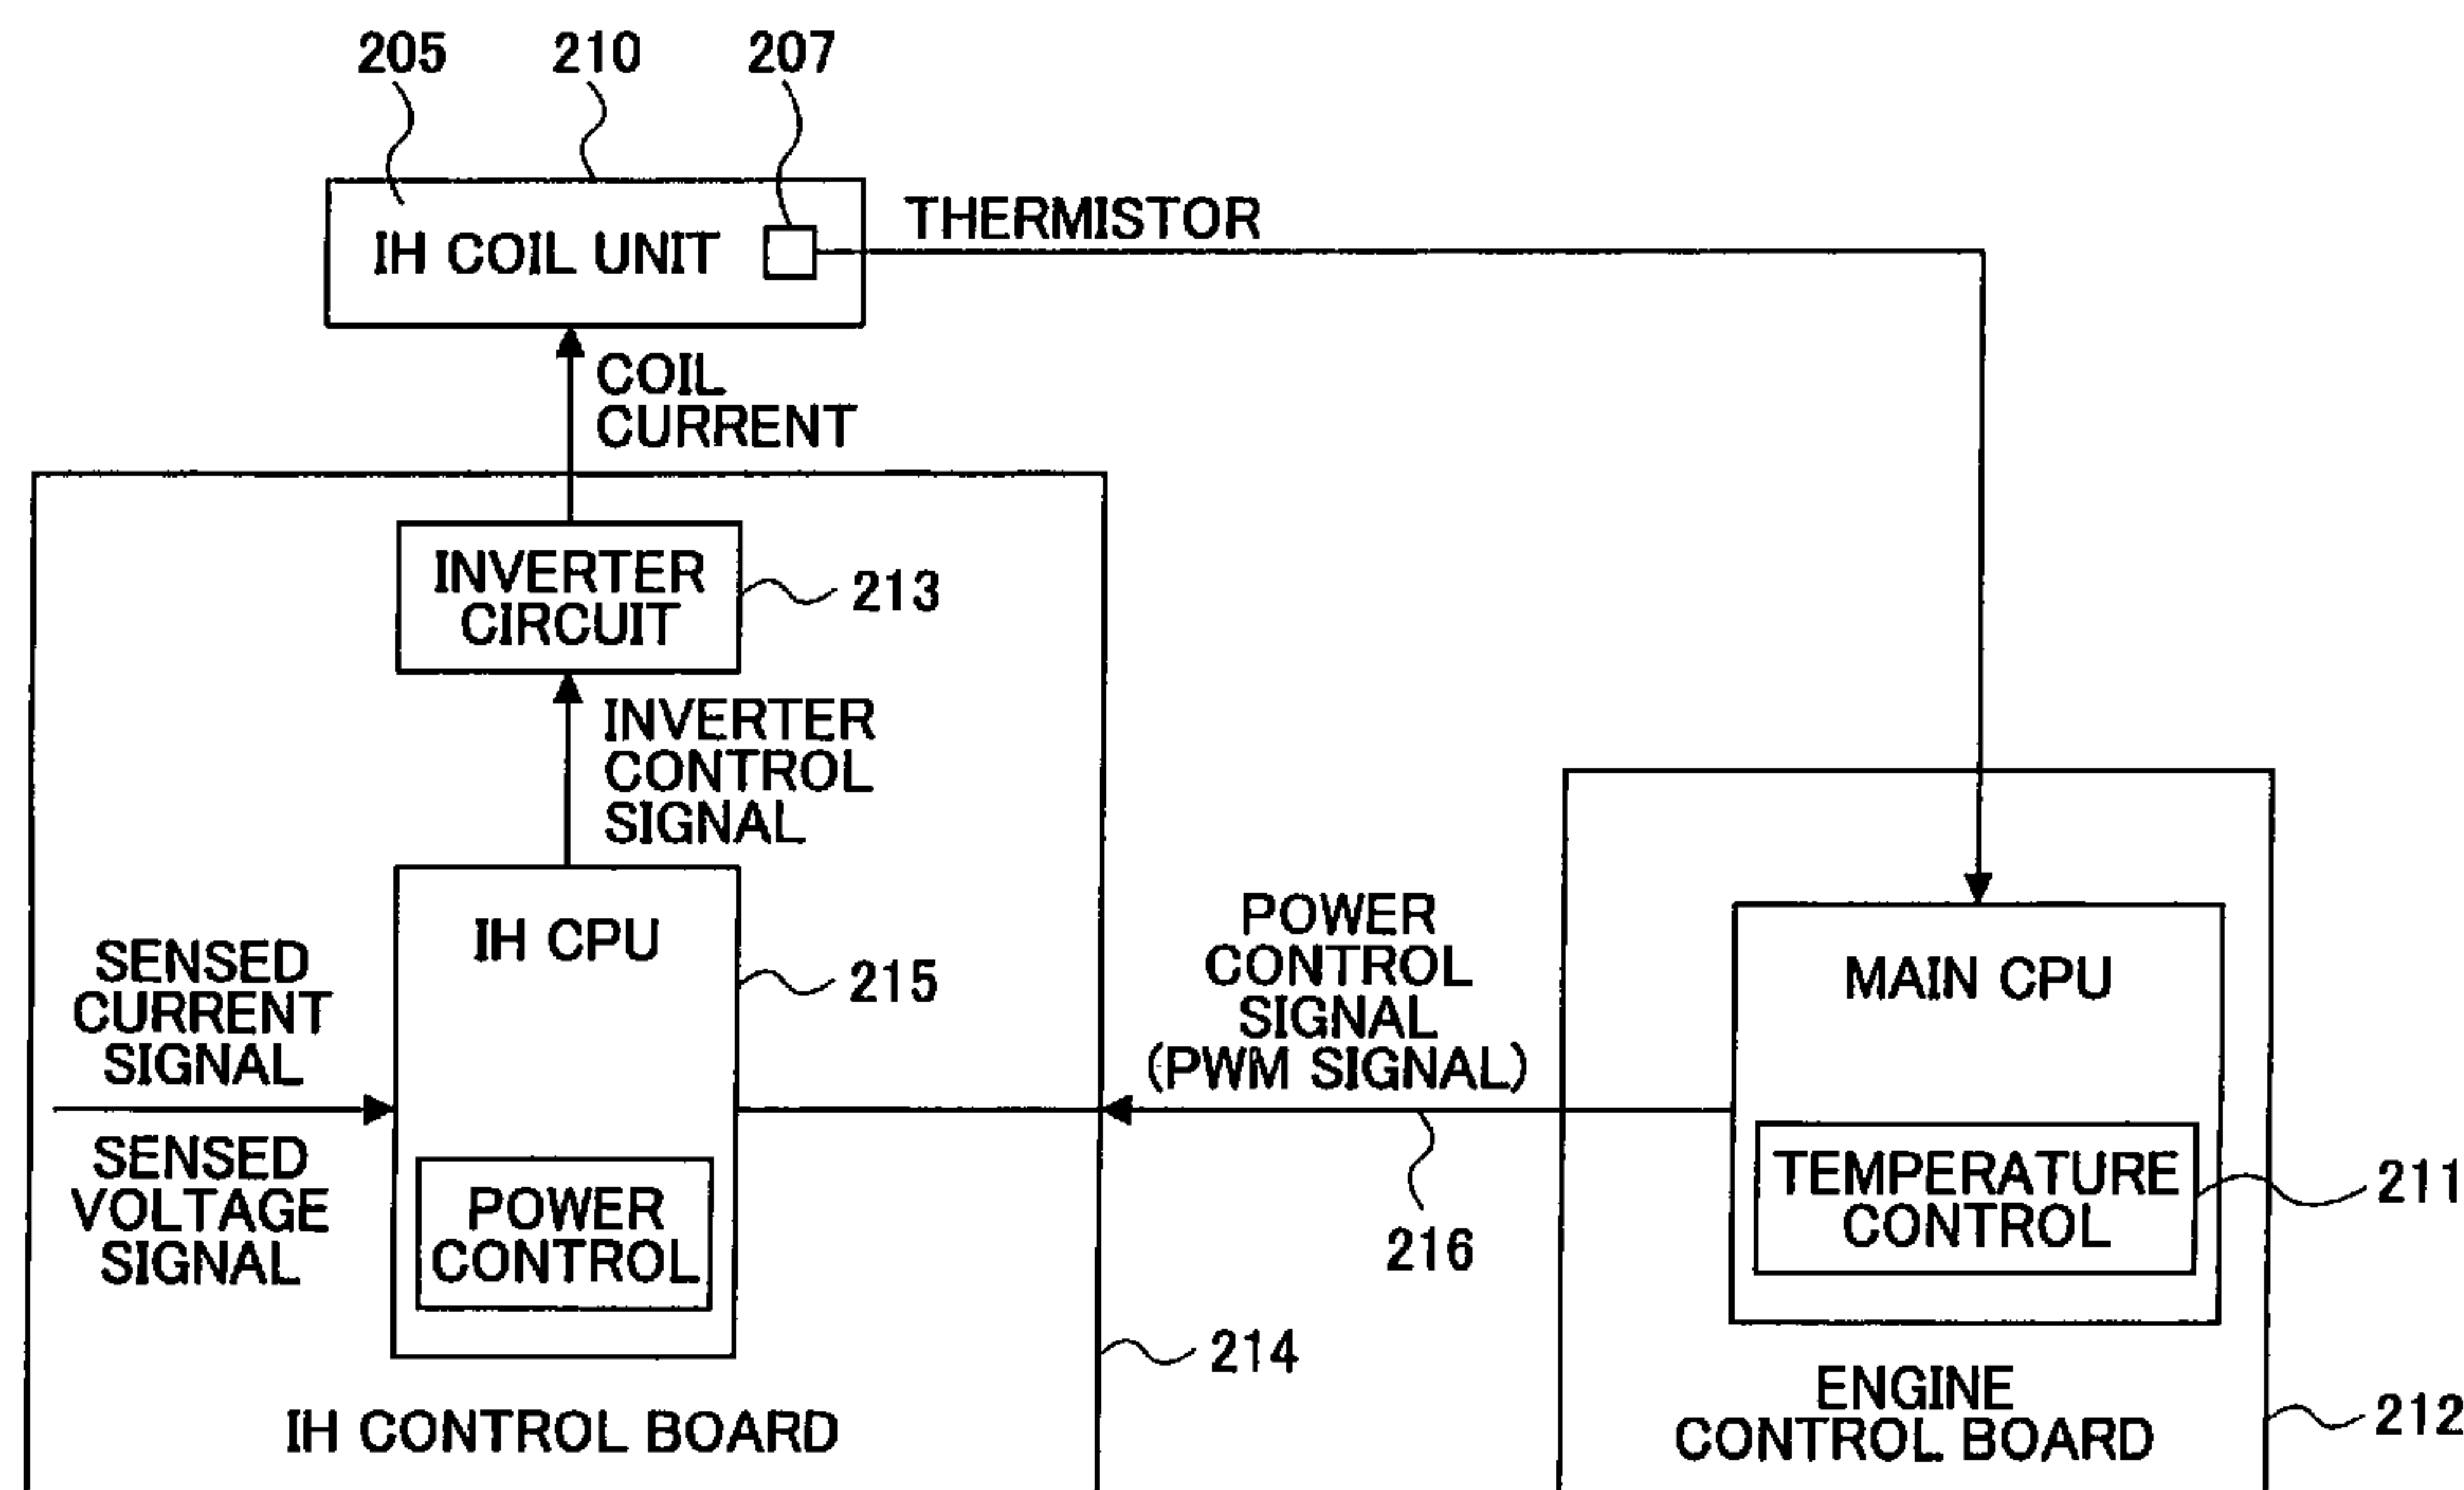 205
210
207
IH COIL UNIT
THERMISTOR
COIL
CURRENT
INVERTER
CIRCUIT
213
INVERTER
CONTROL
SIGNAL
IH CPU
215
SENSED
CURRENT
SIGNAL
SENSED
VOLTAGE
SIGNAL
POWER
CONTROL
IH CONTROL BOARD
214
POWER
CONTROL
SIGNAL
(PWM SIGNAL)
216
MAIN CPU
TEMPERATURE
CONTROL
211
ENGINE
CONTROL BOARD
212